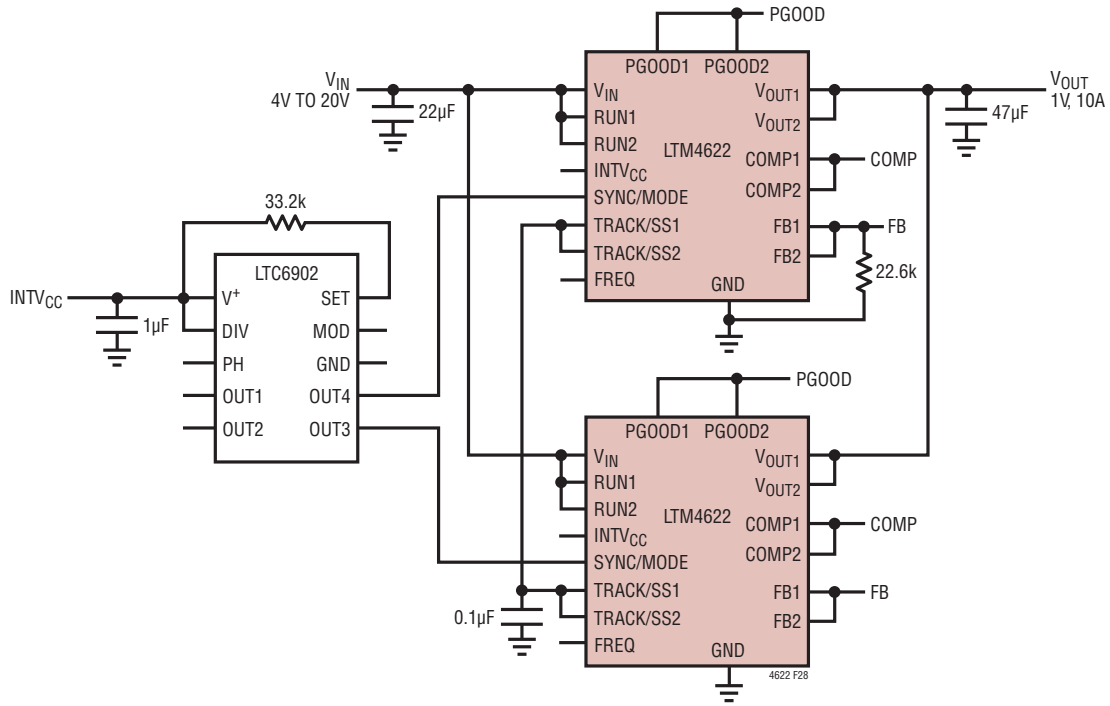 PGOOD
PGOOD1 PGOOD2
VIN
4V TO 20V
22µF
VIN
RUN1
RUN2
INTVCC
SYNC/MODE
TRACK/SS1
TRACK/SS2
FREQ
LTM4622
VOUT1
VOUT2
COMP1
COMP2
FB1
FB2
GND
COMP
FB
22.6k
VOUT
1V, 10A
47µF
33.2k
LTC6902
INTVCC
1µF
V+
DIV
PH
OUT1
OUT2
SET
MOD
GND
OUT4
OUT3
PGOOD
PGOOD1 PGOOD2
VIN
RUN1
RUN2
INTVCC
SYNC/MODE
TRACK/SS1
TRACK/SS2
FREQ
LTM4622
VOUT1
VOUT2
COMP1
COMP2
FB1
FB2
GND
COMP
FB
0.1µF
4622 F28